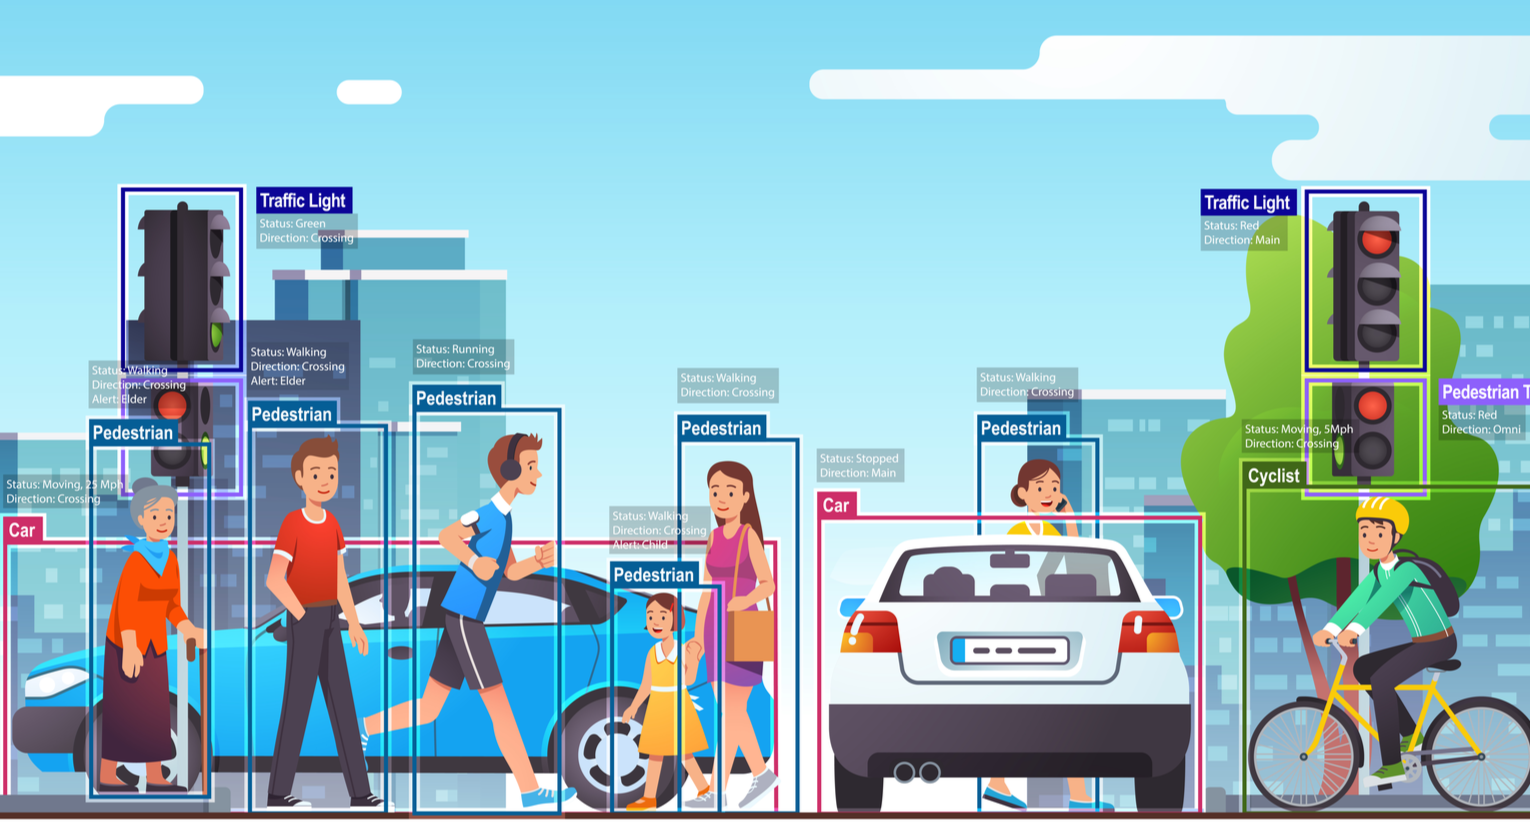 Traffic Light
Status: Green
Direction: Crossing
Status: Walking
Direction: Crossing
Alert: Elder
Pedestrian
Status: Moving, 25 Mph
Direction: Crossing
Car
Status: Walking
Direction: Crossing
Alert: Elder
Pedestrian
Status: Running
Direction: Crossing
Pedestrian
Status: Walking
Direction: Crossing
Alert: Child
Pedestrian
Status: Walking
Direction: Crossing
Pedestrian
Status: Stopped
Direction: Main
Car
Status: Walking
Direction: Crossing
Pedestrian
Traffic Light
Status: Red
Direction: Main
Status: Moving, 5Mph
Direction: Crossing
Cyclist
Pedestrian T
Status: Red
Direction: Omni